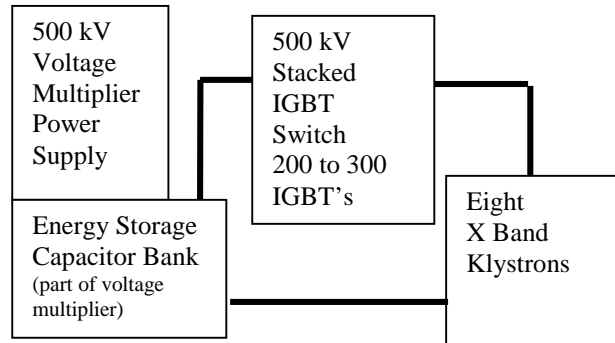 500 kV
Voltage
Multiplier
Power
Supply
Energy Storage
Capacitor Bank
(part of voltage
multiplier)
500 kV
Stacked
IGBT
Switch
200 to 300
IGBT's
Eight
X Band
Klystrons